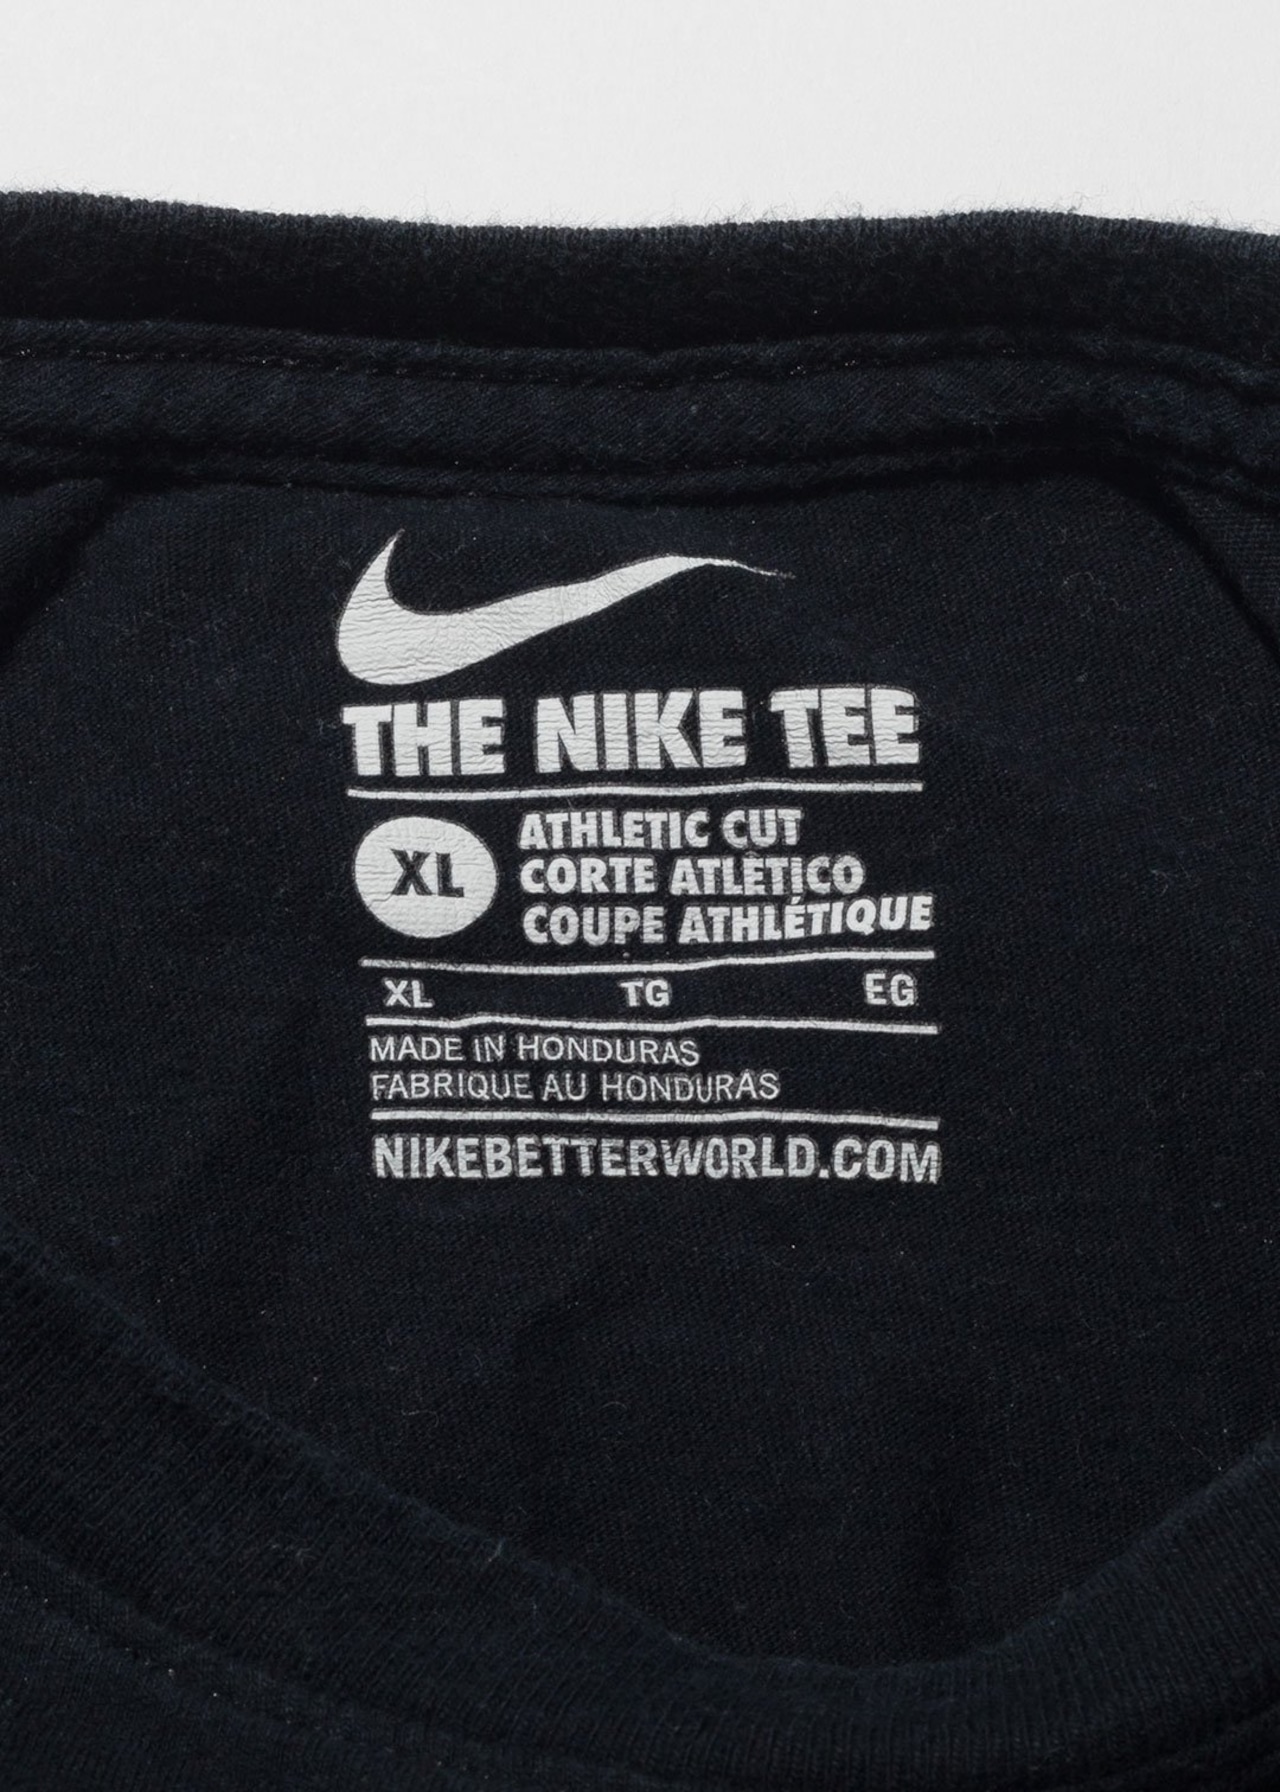 THE NIKE TEE
XL
ATHLETIC CUT
CORTE ATLÉTICO
COUPE ATHLÉTIQUE
XL TG EG
MADE IN HONDURAS
FABRIQUE AU HONDURAS
NIKEBETTERWORLD.COM